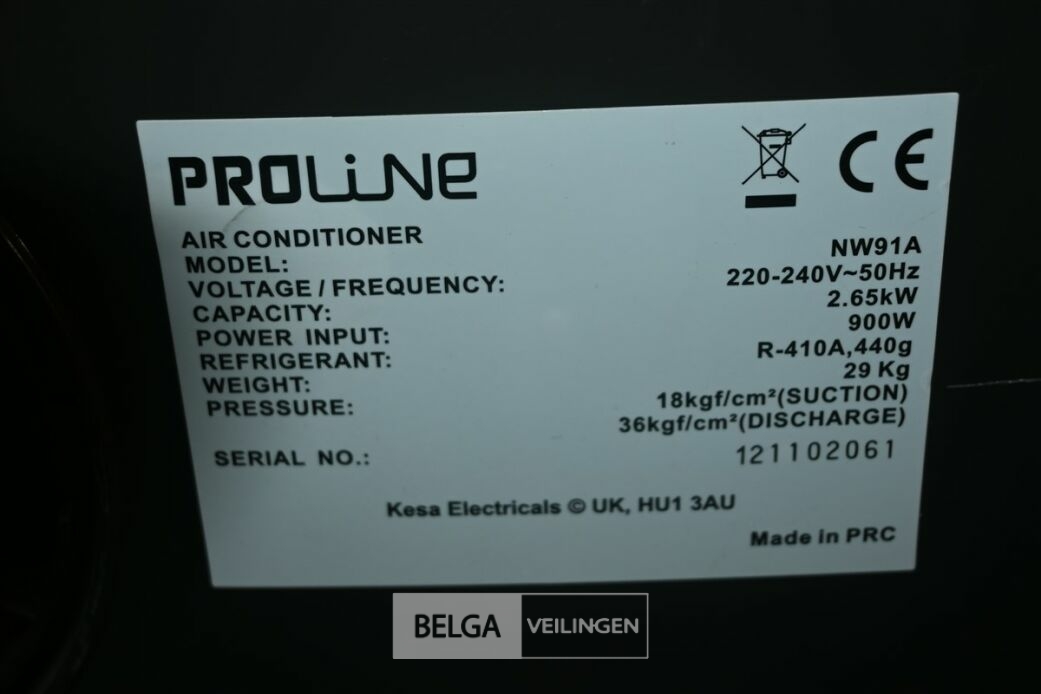 PROLiNe
CE
AIR CONDITIONER
MODEL: NW91A
VOLTAGE / FREQUENCY: 220-240V~50Hz
CAPACITY: 2.65kW
POWER INPUT: 900W
REFRIGERANT: R-410A,440g
WEIGHT: 29 Kg
PRESSURE: 18kgf/cm²(SUCTION)
36kgf/cm²(DISCHARGE)
SERIAL NO.: 121102061
Kesa Electricals © UK, HU1 3AU
Made in PRC
BELGA VEILINGEN